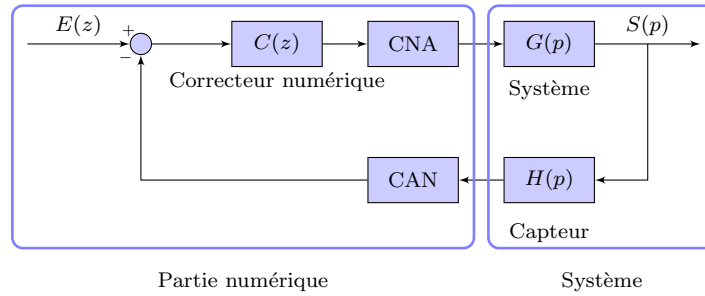 E(z)
+
−
C(z)
CNA
G(p)
S(p)
Correcteur numérique
Système
CAN
H(p)
Capteur
Partie numérique
Système